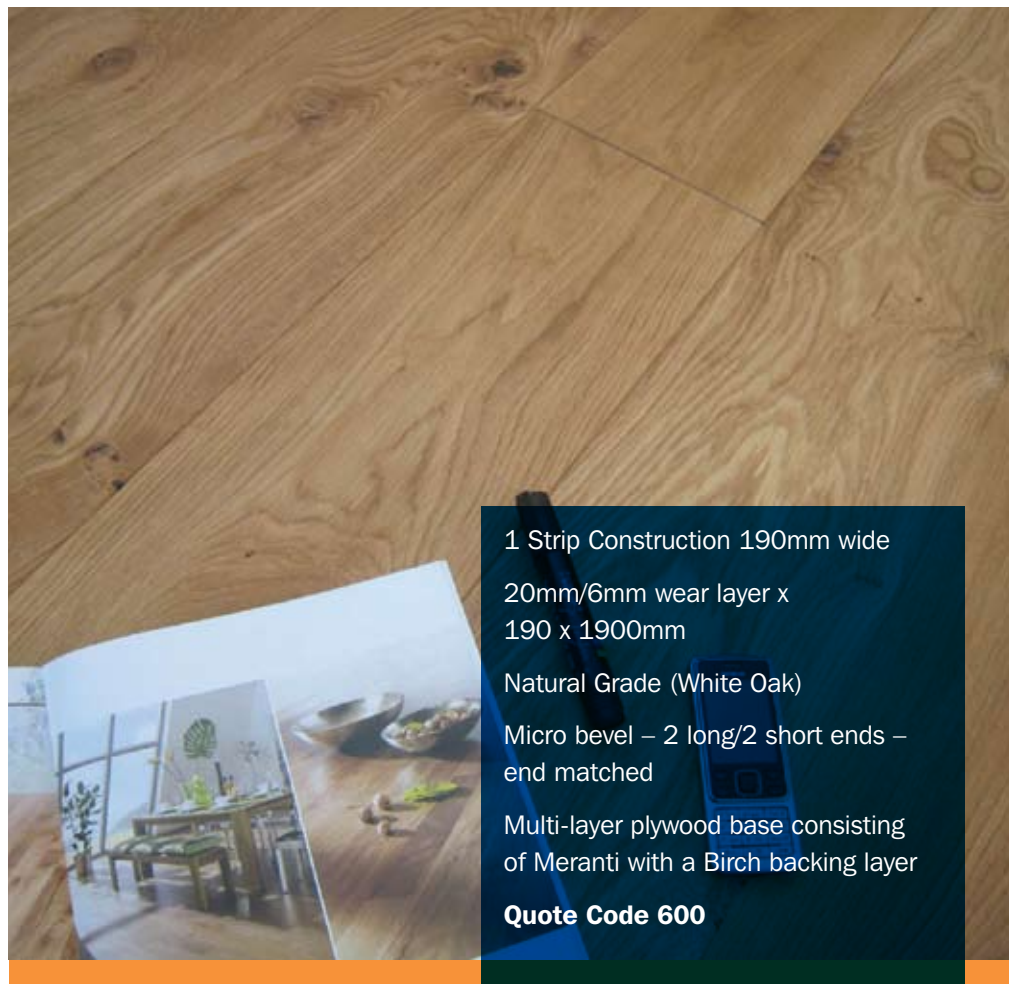 1 Strip Construction 190mm wide
20mm/6mm wear layer x
190 x 1900mm
Natural Grade (White Oak)
Micro bevel – 2 long/2 short ends –
end matched
Multi-layer plywood base consisting
of Meranti with a Birch backing layer
Quote Code 600